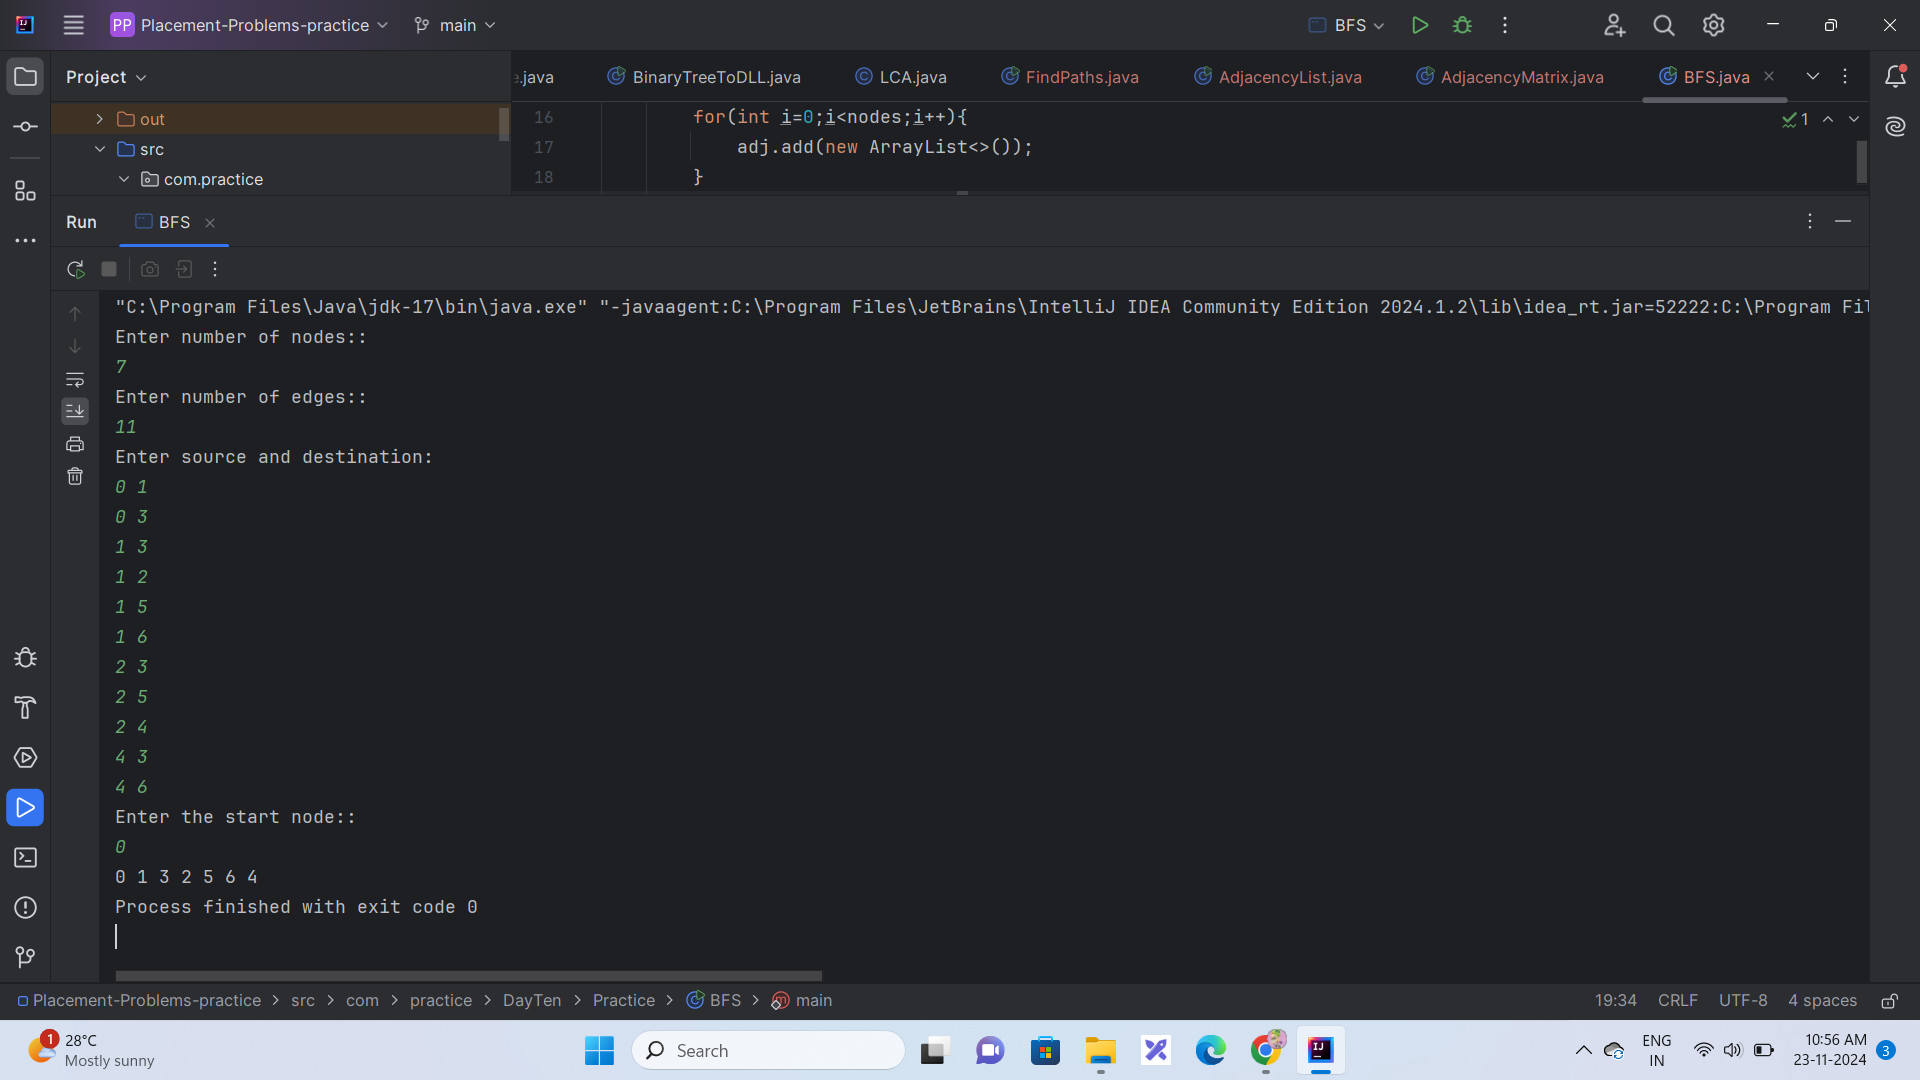 PP Placement-Problems-practice main BFS
Project
.java BinaryTreeToDLL.java LCA.java FindPaths.java AdjacencyList.java AdjacencyMatrix.java BFS.java
out
src
com.practice
16 for(int i=0;i<nodes;i++){
17 adj.add(new ArrayList<>());
18 }
1
Run BFS
"C:\Program Files\Java\jdk-17\bin\java.exe" "-javaagent:C:\Program Files\JetBrains\IntelliJ IDEA Community Edition 2024.1.2\lib\idea_rt.jar=52222:C:\Program Fil
Enter number of nodes::
7
Enter number of edges::
11
Enter source and destination:
0 1
0 3
1 3
1 2
1 5
1 6
2 3
2 5
2 4
4 3
4 6
Enter the start node::
0
0 1 3 2 5 6 4
Process finished with exit code 0
Placement-Problems-practice > src > com > practice > DayTen > Practice > BFS > main
19:34 CRLF UTF-8 4 spaces
1
28°C
Mostly sunny
Search
IJ
ENG
IN
10:56 AM
23-11-2024
3